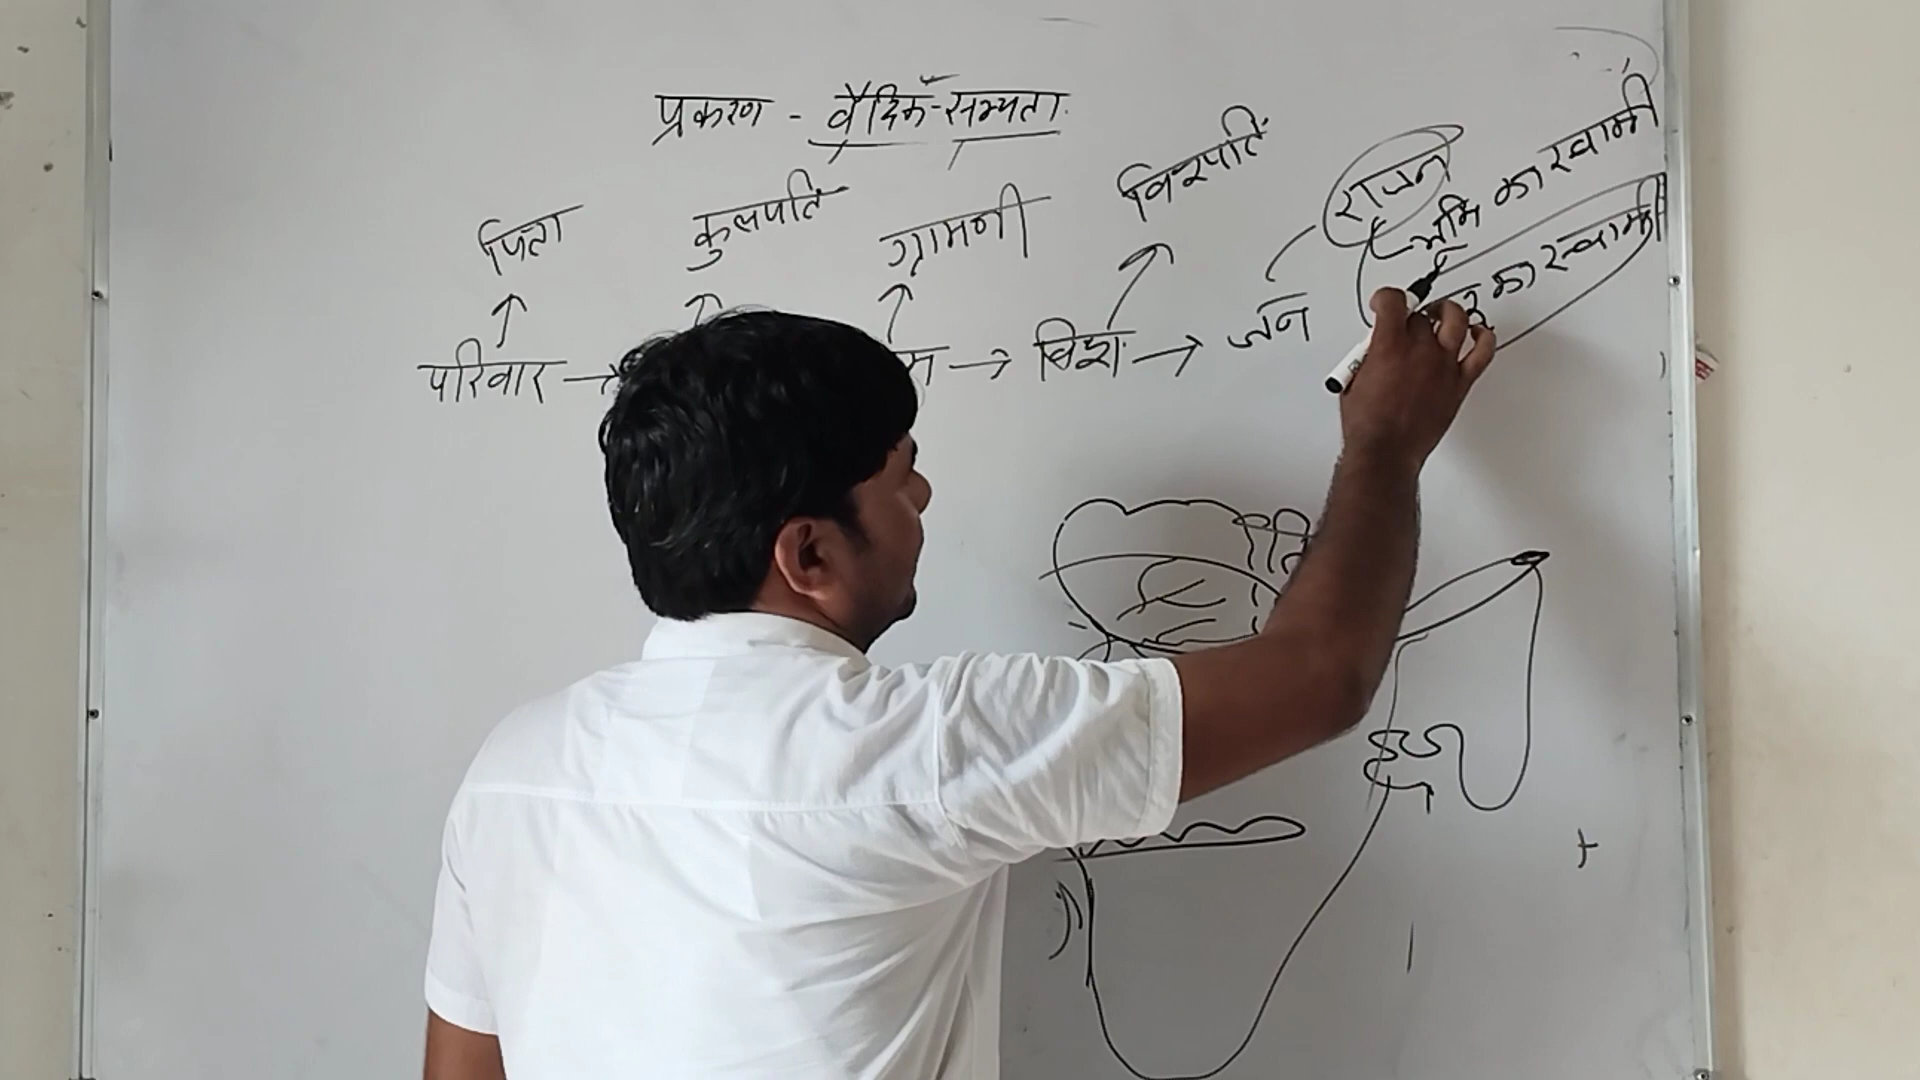 प्रकरण - वैदिक-सभ्यता
पिता कुलपति ग्रामणी विशपति राजन
भूमि का स्वामी
का स्वामी
परिवार → → विश → जन